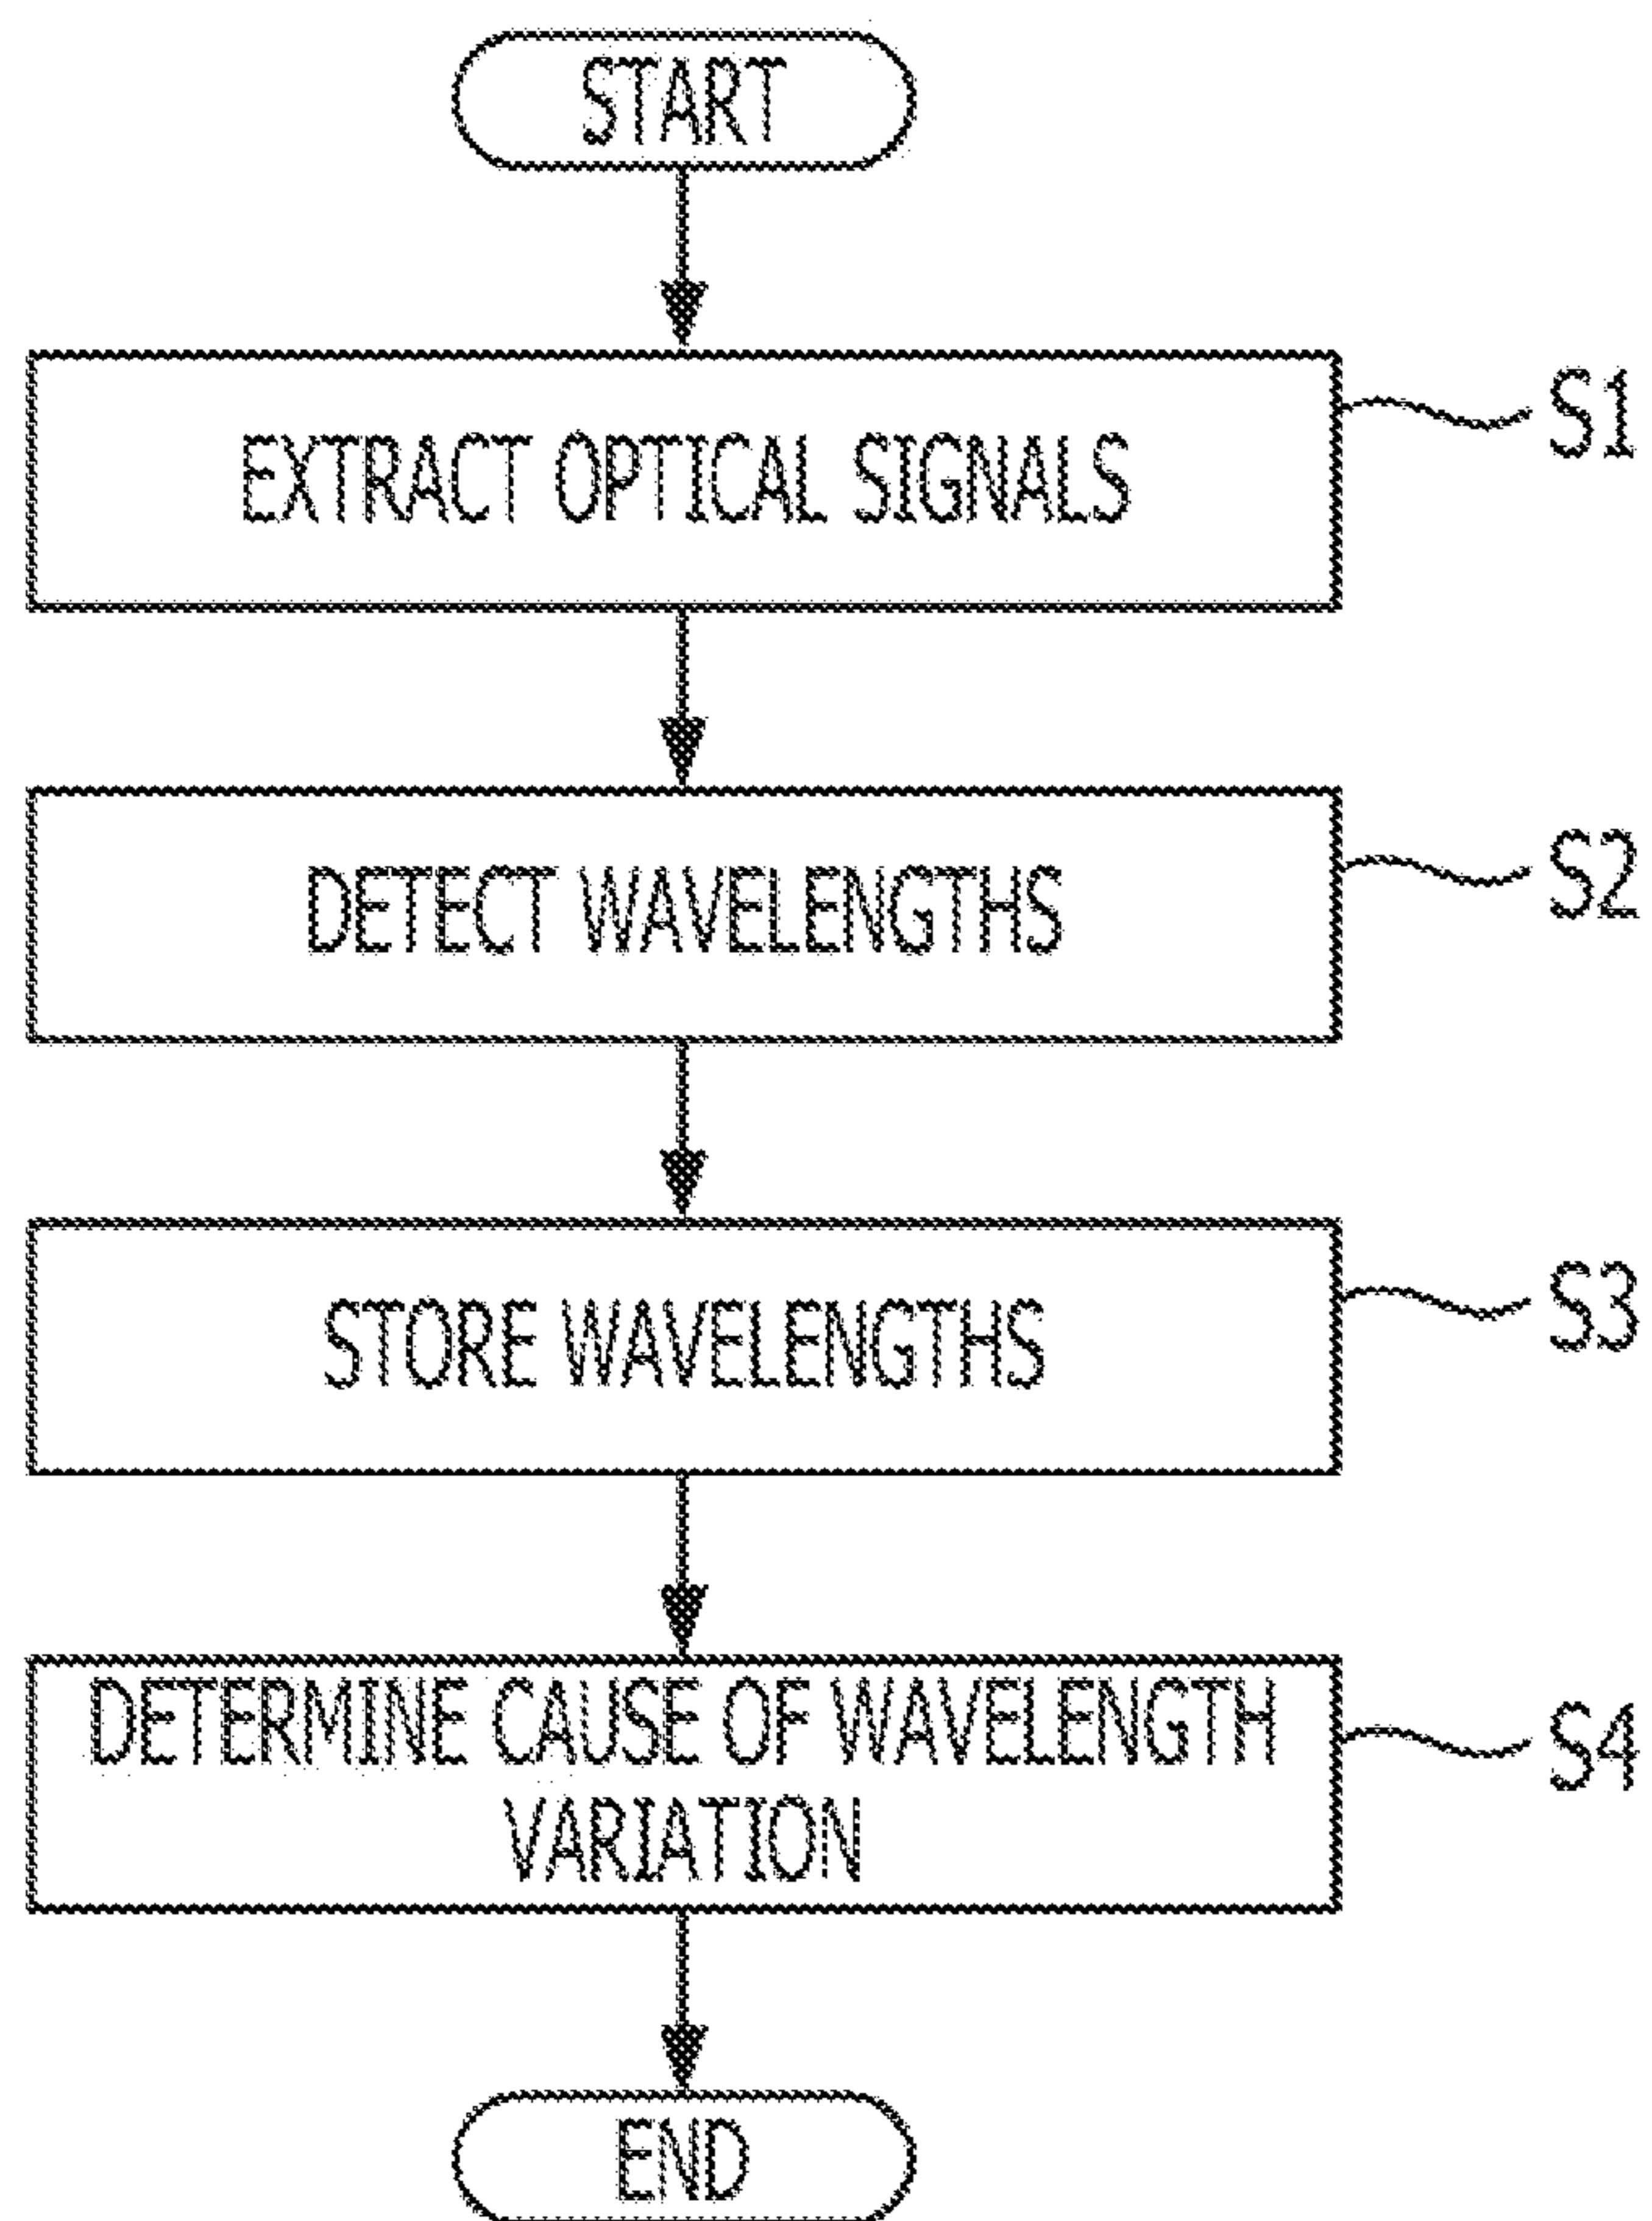 START
EXTRACT OPTICAL SIGNALS
S1
DETECT WAVELENGTHS
S2
STORE WAVELENGTHS
S3
DETERMINE CAUSE OF WAVELENGTH
VARIATION
S4
END